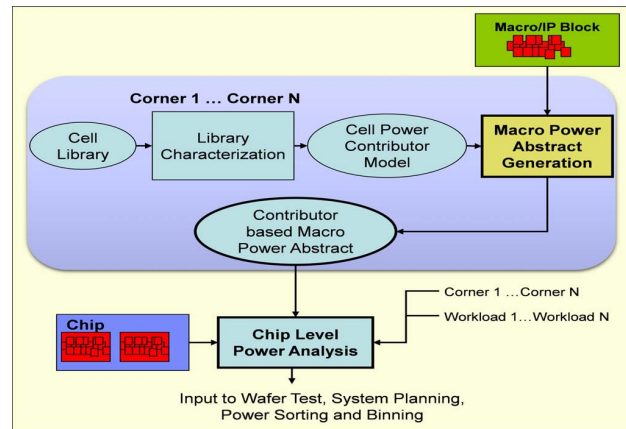 Macro/IP Block
Corner 1 ... Corner N
Cell
Library
Library
Characterization
Cell Power
Contributor
Model
Macro Power
Abstract
Generation
Contributor
based Macro
Power Abstract
Corner 1 ...Corner N
Workload 1...Workload N
Chip
Chip Level
Power Analysis
Input to Wafer Test, System Planning,
Power Sorting and Binning